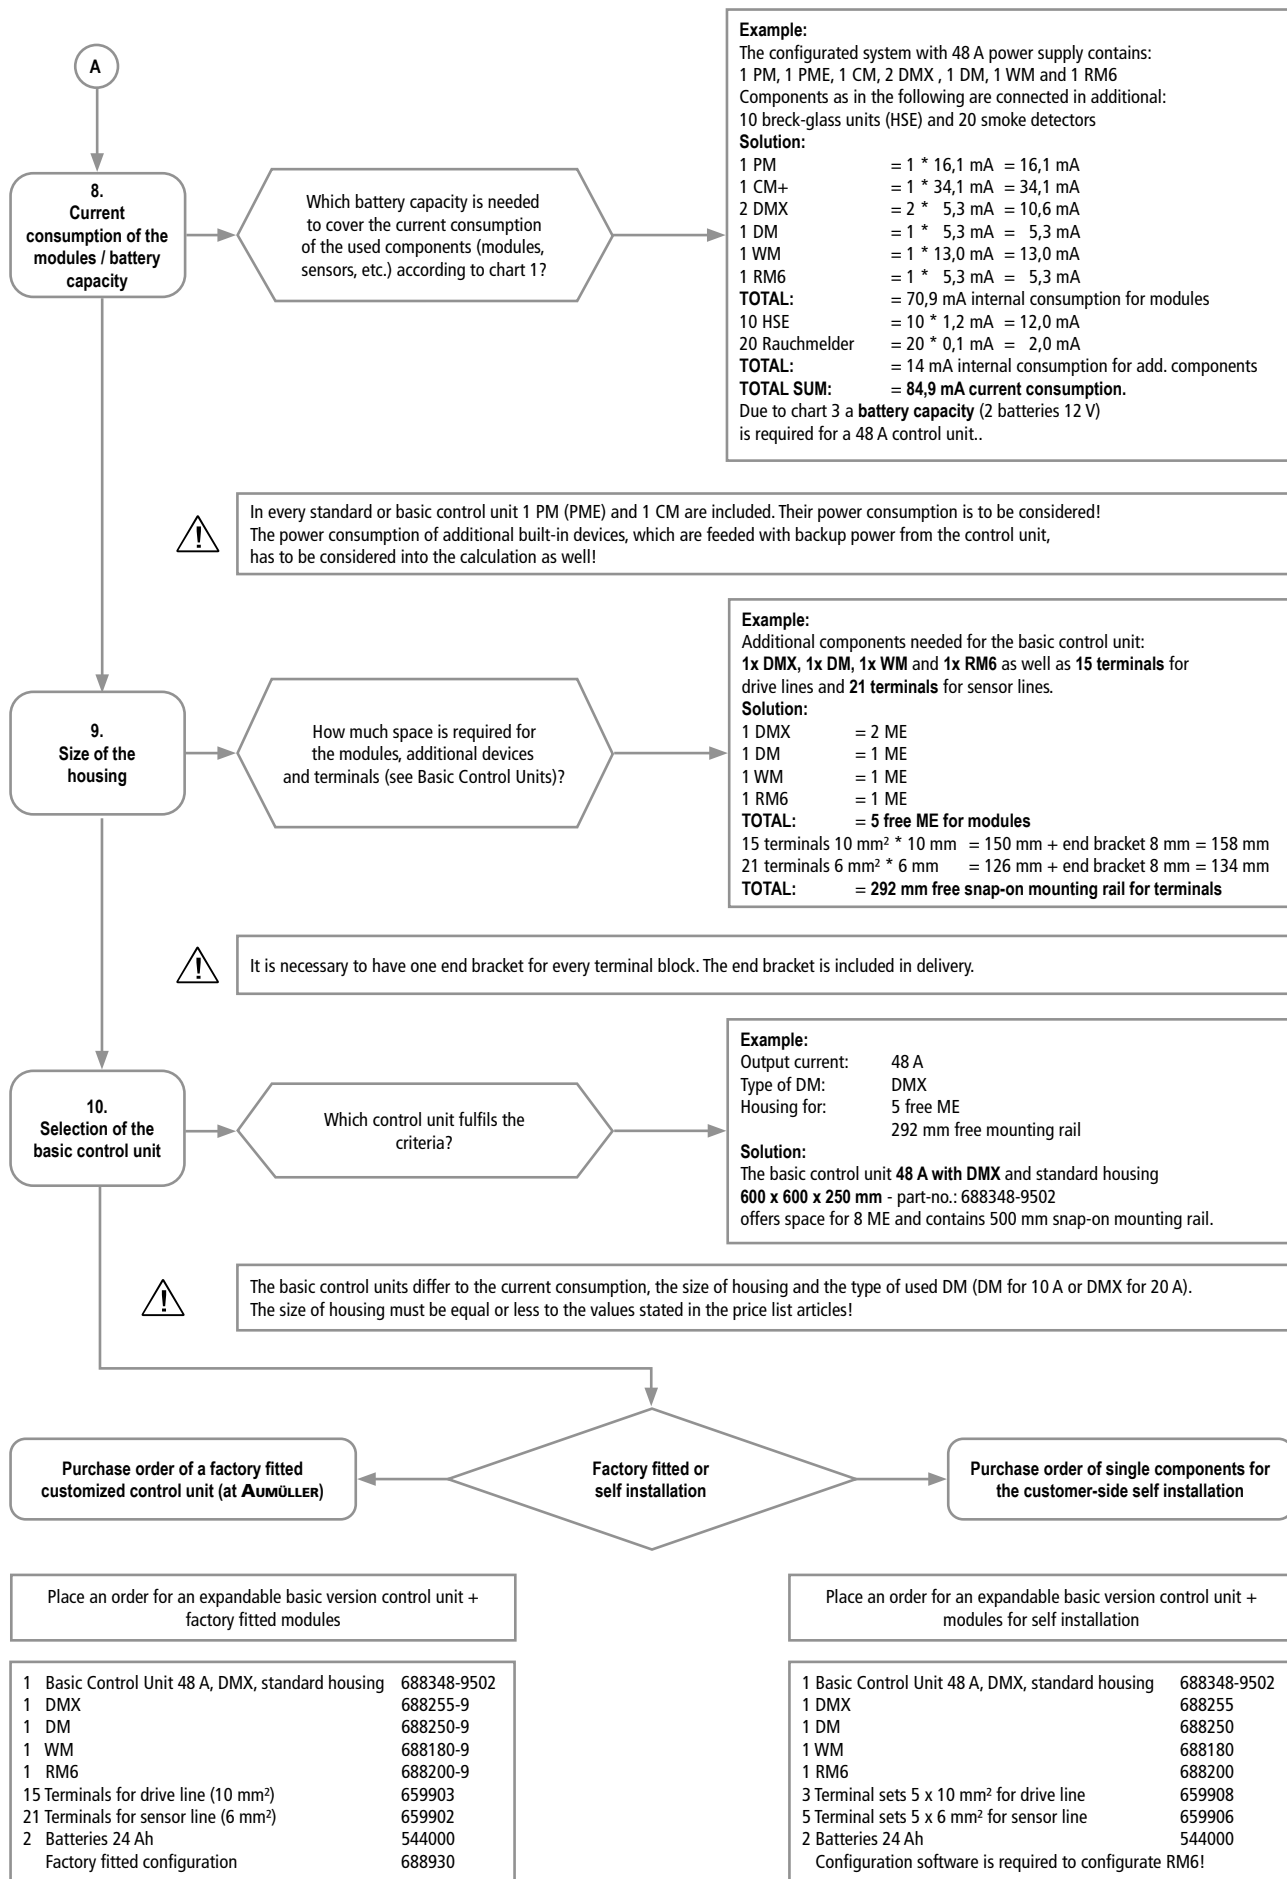 A
8.
Current
consumption of the
modules / battery
capacity
Which battery capacity is needed
to cover the current consumption
of the used components (modules,
sensors, etc.) according to chart 1?
Example:
The configurated system with 48 A power supply contains:
1 PM, 1 PME, 1 CM, 2 DMX , 1 DM, 1 WM and 1 RM6
Components as in the following are connected in additional:
10 breck-glass units (HSE) and 20 smoke detectors
Solution:
1 PM = 1 * 16,1 mA = 16,1 mA
1 CM+ = 1 * 34,1 mA = 34,1 mA
2 DMX = 2 * 5,3 mA = 10,6 mA
1 DM = 1 * 5,3 mA = 5,3 mA
1 WM = 1 * 13,0 mA = 13,0 mA
1 RM6 = 1 * 5,3 mA = 5,3 mA
TOTAL: = 70,9 mA internal consumption for modules
10 HSE = 10 * 1,2 mA = 12,0 mA
20 Rauchmelder = 20 * 0,1 mA = 2,0 mA
TOTAL: = 14 mA internal consumption for add. components
TOTAL SUM: = 84,9 mA current consumption.
Due to chart 3 a battery capacity (2 batteries 12 V)
is required for a 48 A control unit..
In every standard or basic control unit 1 PM (PME) and 1 CM are included. Their power consumption is to be considered!
The power consumption of additional built-in devices, which are feeded with backup power from the control unit,
has to be considered into the calculation as well!
9.
Size of the
housing
How much space is required for
the modules, additional devices
and terminals (see Basic Control Units)?
Example:
Additional components needed for the basic control unit:
1x DMX, 1x DM, 1x WM and 1x RM6 as well as 15 terminals for
drive lines and 21 terminals for sensor lines.
Solution:
1 DMX = 2 ME
1 DM = 1 ME
1 WM = 1 ME
1 RM6 = 1 ME
TOTAL: = 5 free ME for modules
15 terminals 10 mm² * 10 mm = 150 mm + end bracket 8 mm = 158 mm
21 terminals 6 mm² * 6 mm = 126 mm + end bracket 8 mm = 134 mm
TOTAL: = 292 mm free snap-on mounting rail for terminals
It is necessary to have one end bracket for every terminal block. The end bracket is included in delivery.
10.
Selection of the
basic control unit
Which control unit fulfils the
criteria?
Example:
Output current: 48 A
Type of DM: DMX
Housing for: 5 free ME
292 mm free mounting rail
Solution:
The basic control unit 48 A with DMX and standard housing
600 x 600 x 250 mm - part-no.: 688348-9502
offers space for 8 ME and contains 500 mm snap-on mounting rail.
The basic control units differ to the current consumption, the size of housing and the type of used DM (DM for 10 A or DMX for 20 A).
The size of housing must be equal or less to the values stated in the price list articles!
Purchase order of a factory fitted
customized control unit (at AUMÜLLER)
Factory fitted or
self installation
Purchase order of single components for
the customer-side self installation
Place an order for an expandable basic version control unit +
factory fitted modules
1 Basic Control Unit 48 A, DMX, standard housing 688348-9502
1 DMX 688255-9
1 DM 688250-9
1 WM 688180-9
1 RM6 688200-9
15 Terminals for drive line (10 mm²) 659903
21 Terminals for sensor line (6 mm²) 659902
2 Batteries 24 Ah 544000
Factory fitted configuration 688930
Place an order for an expandable basic version control unit +
modules for self installation
1 Basic Control Unit 48 A, DMX, standard housing 688348-9502
1 DMX 688255
1 DM 688250
1 WM 688180
1 RM6 688200
3 Terminal sets 5 x 10 mm² for drive line 659908
5 Terminal sets 5 x 6 mm² for sensor line 659906
2 Batteries 24 Ah 544000
Configuration software is required to configurate RM6!